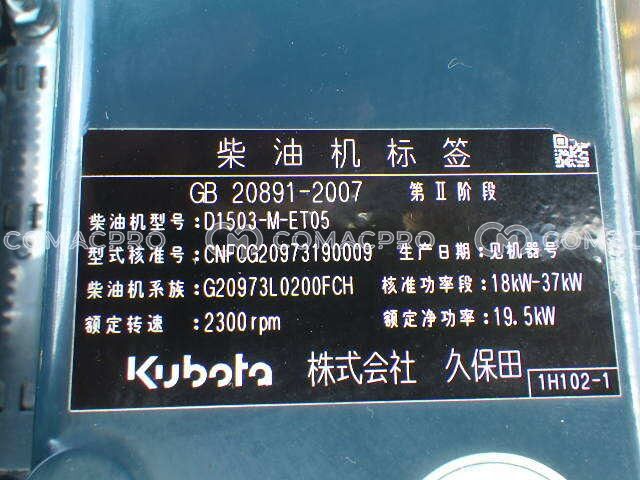 柴油机标签
GB 20891-2007 第Ⅱ阶段
柴油机型号:D1503-M-ET05
型式核准号:CNFCG20973190009 生产日期:见机器号
柴油机系族:G20973L0200FCH 核准功率段:18kW-37kW
额定转速:2300rpm 额定净功率:19.5kW
Kubota 株式会社 久保田
1H102-1
COMACPRO COMACPRO COMACPRO